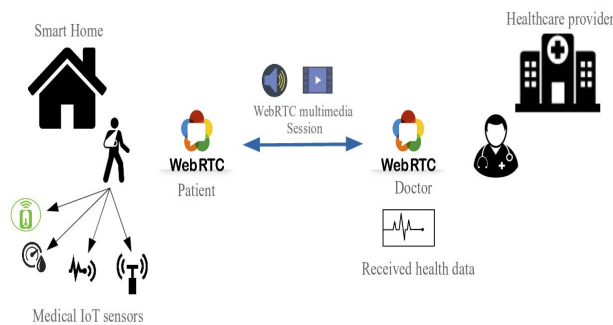 Smart Home
Healthcare provider
WebRTC multimedia
Session
WebRTC
Patient
WebRTC
Doctor
Received health data
Medical IoT sensors